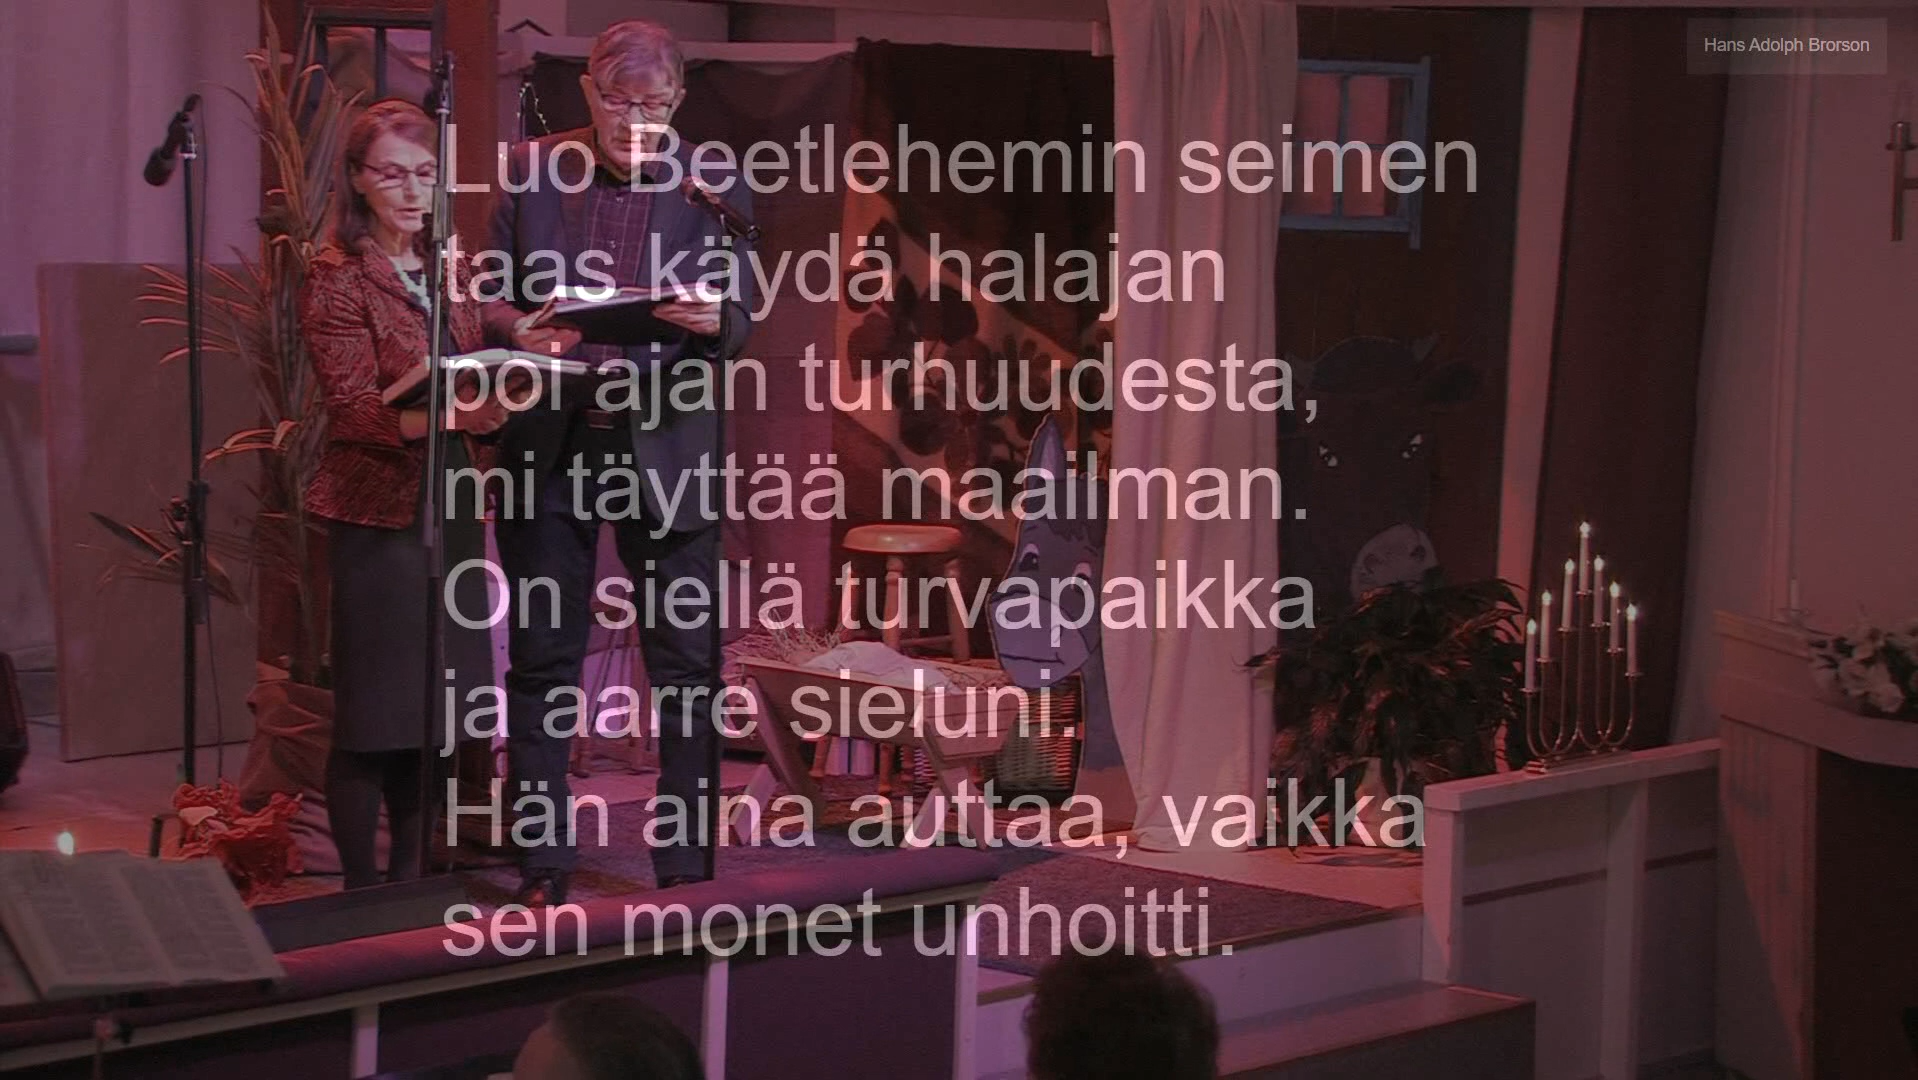 Hans Adolph Brorson
Luo Beetlehemin seimen
taas käydä halajan
poi ajan turhuudesta,
mi täyttää maailman.
On siellä turvapaikka
ja aarre sieluni.
Hän aina auttaa, vaikka
sen monet unhoitti.